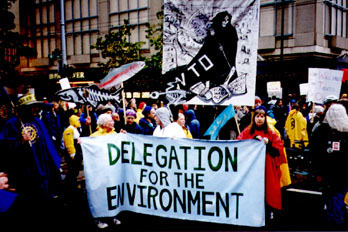 WTO
DELEGATION
FOR THE
ENVIRONMENT